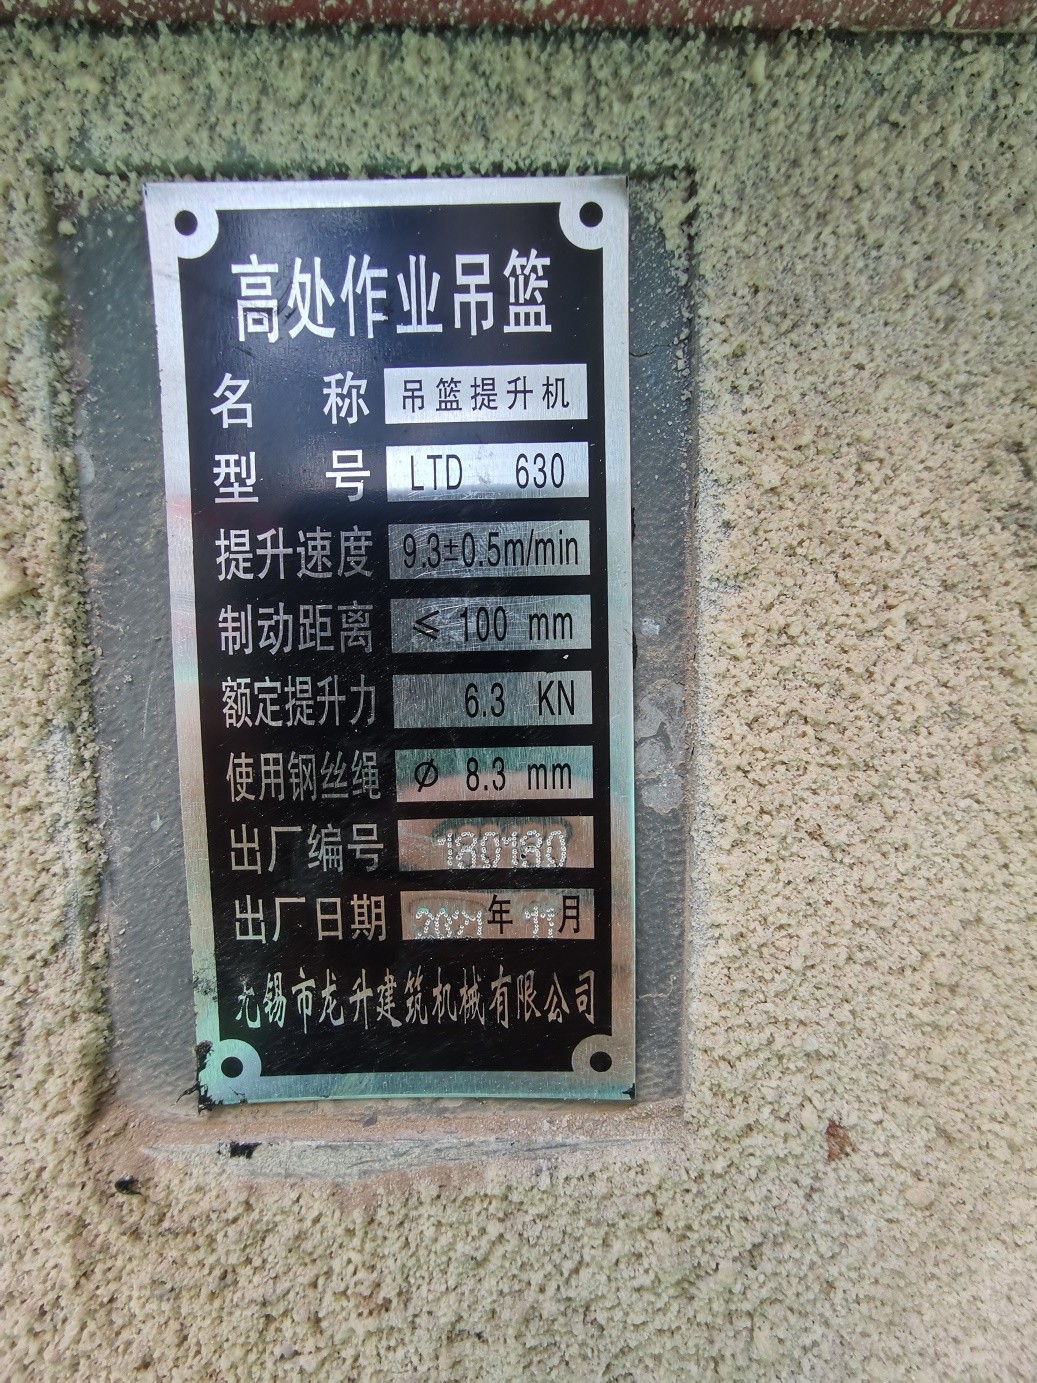 高处作业吊篮
名 称 吊篮提升机
型 号 LTD 630
提升速度 9.3±0.5m/min
制动距离 ≤ 100 mm
额定提升力 6.3 KN
使用钢丝绳 Ø 8.3 mm
出厂编号 180180
出厂日期 2021年 11月
无锡市龙升建筑机械有限公司